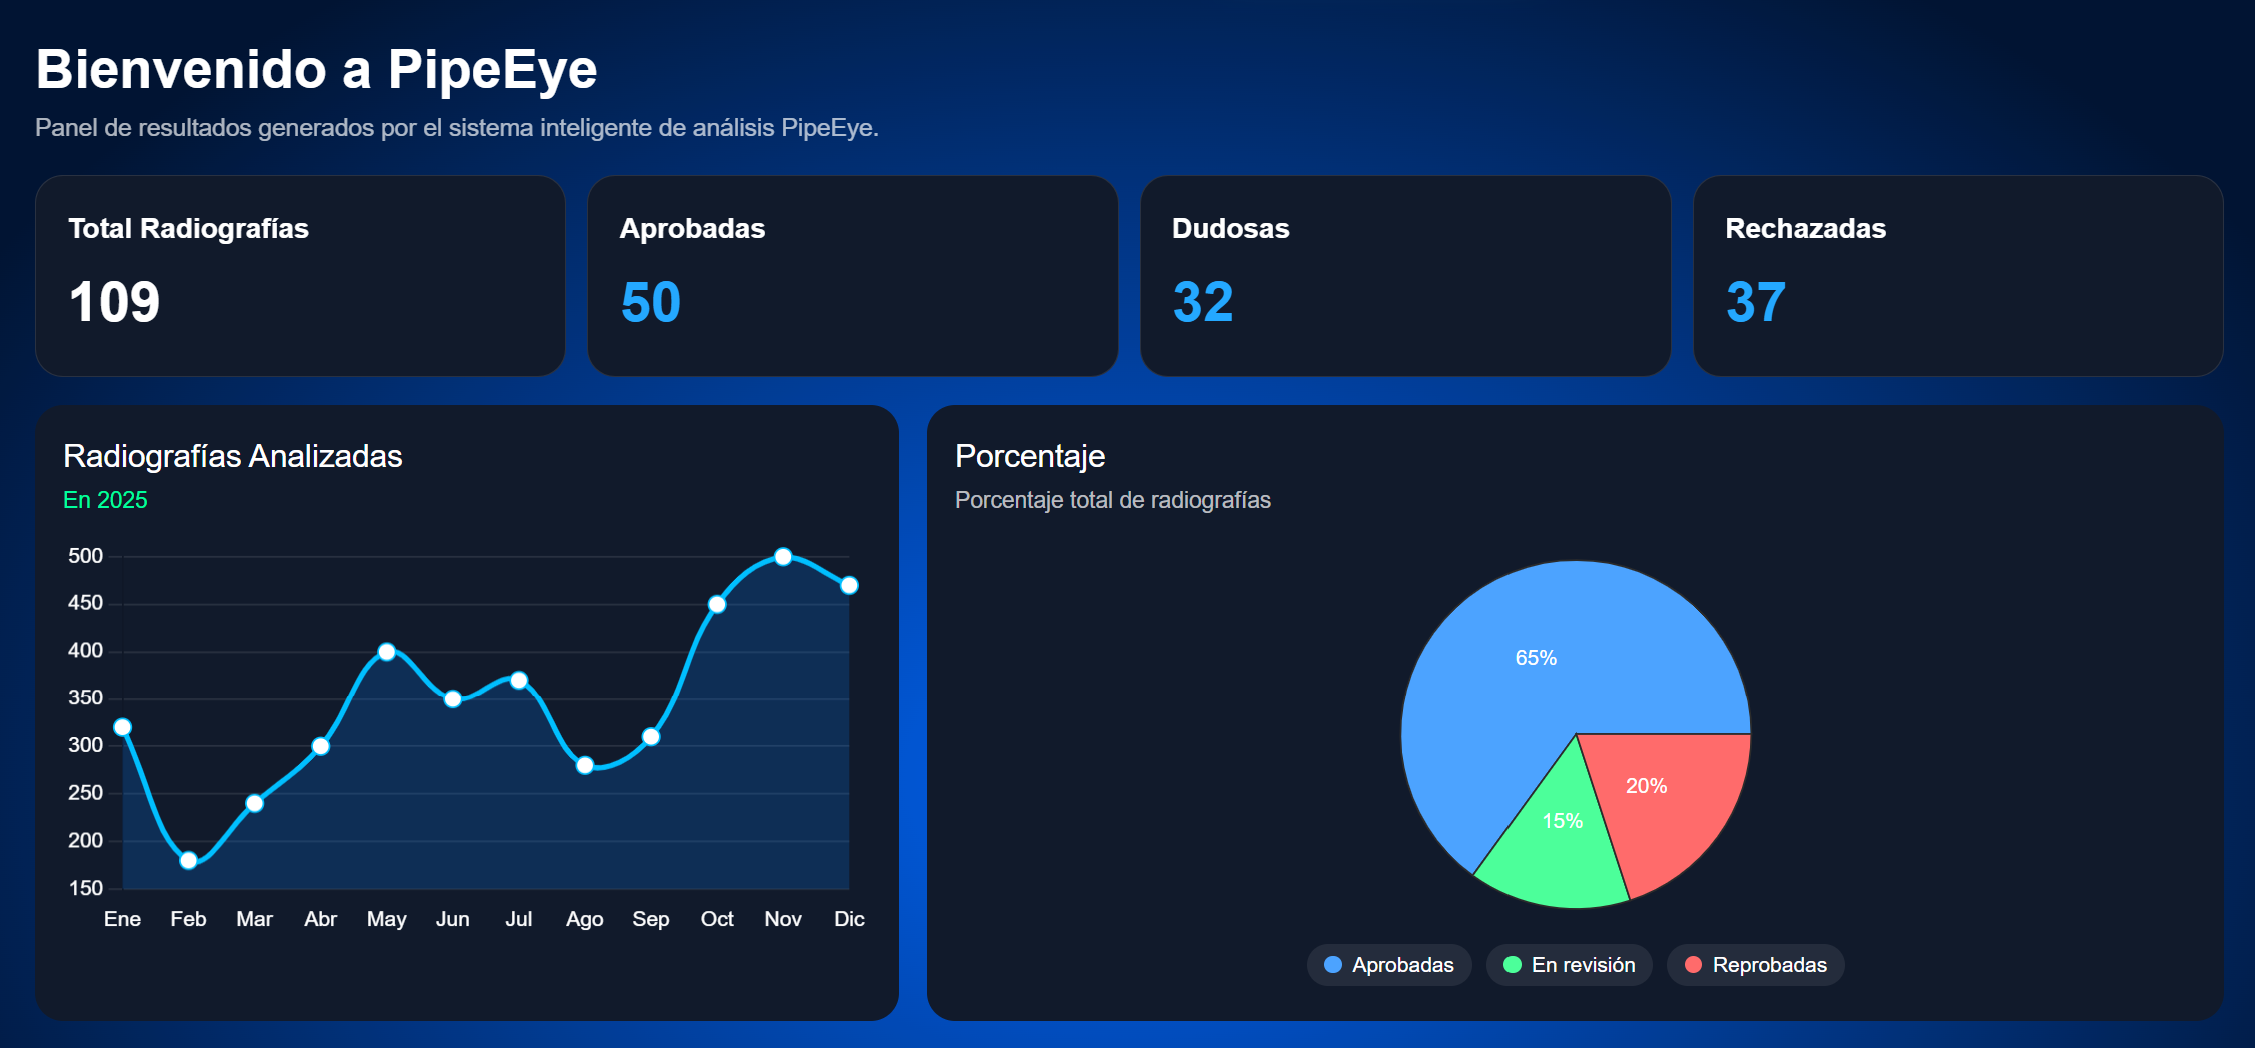 Bienvenido a PipeEye
Panel de resultados generados por el sistema inteligente de análisis PipeEye.
Total Radiografías
109
Aprobadas
50
Dudosas
32
Rechazadas
37
Radiografías Analizadas
En 2025
500
450
400
350
300
250
200
150
Ene Feb Mar Abr May Jun Jul Ago Sep Oct Nov Dic
Porcentaje
Porcentaje total de radiografías
65%
20%
15%
Aprobadas
En revisión
Reprobadas